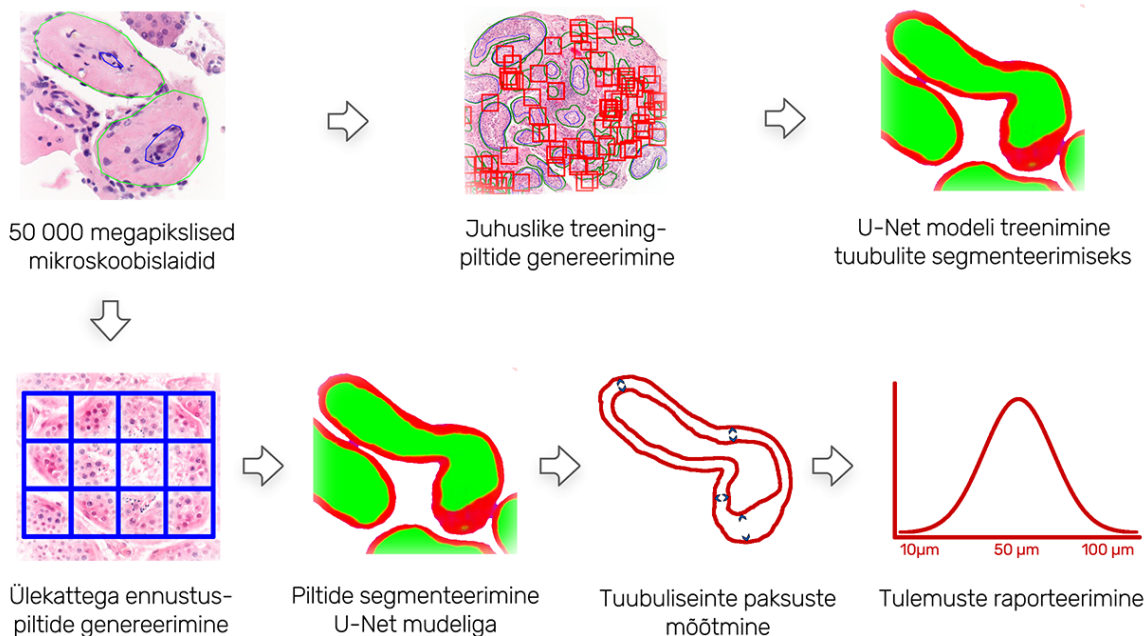 50 000 megapikslised
mikroskoobislaidid
Juhuslike treening-
piltide genereerimine
U-Net modeli treenimine
tuubulite segmenteerimiseks
10µm
50 µm
100 µm
Ülekattega ennustus-
piltide genereerimine
Piltide segmenteerimine
U-Net mudeliga
Tuubuliseinte paksuste
mõõtmine
Tulemuste raporteerimine